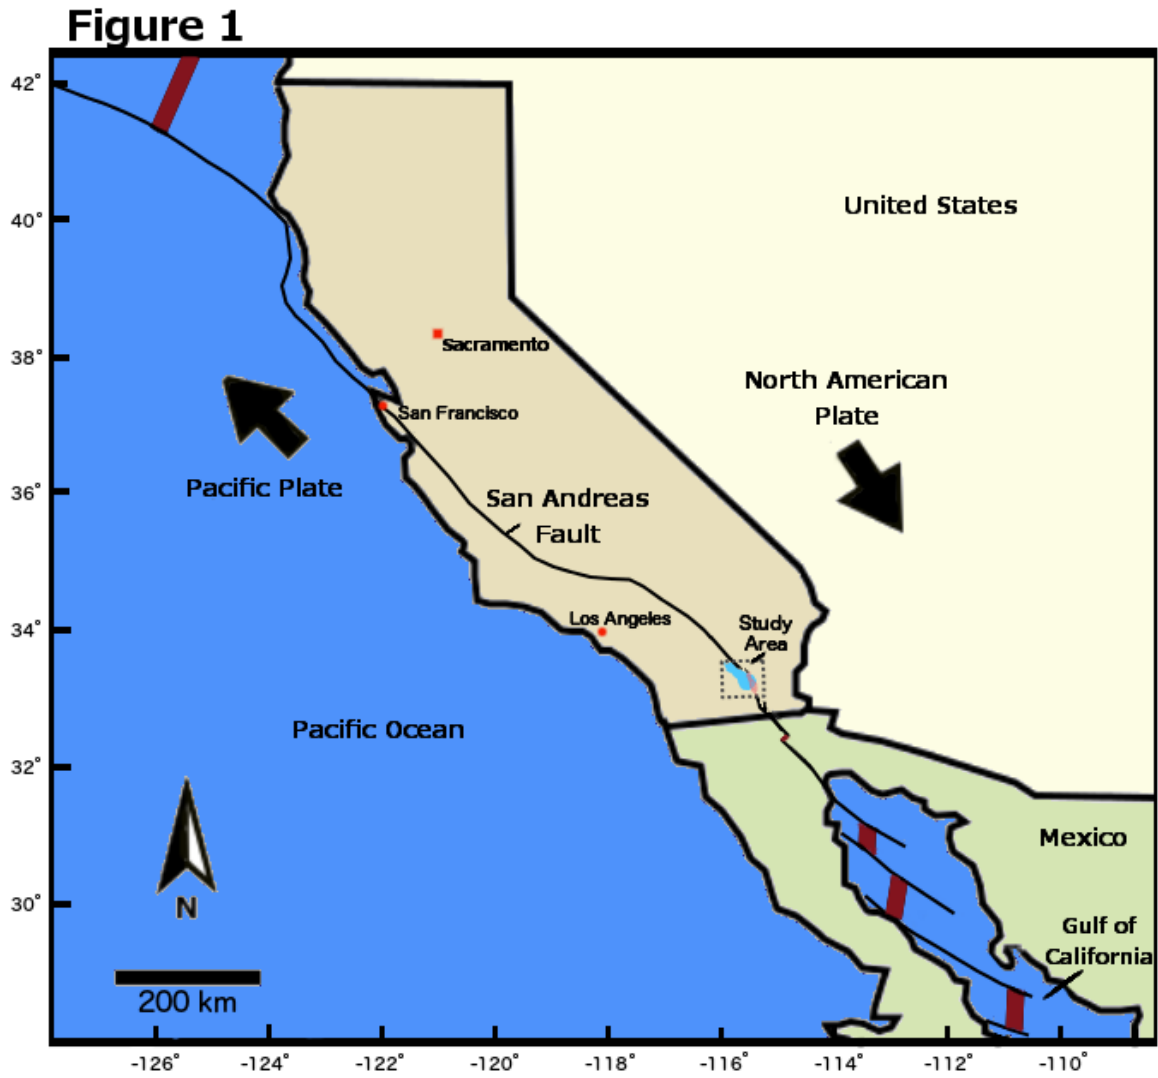 Figure 1
42°
United States
40°
38°
Sacramento
North American
Plate
San Francisco
Pacific Plate
36°
San Andreas
Fault
34°
Los Angeles
Study
Area
Pacific Ocean
32°
Mexico
30°
N
Gulf of
California
200 km
-126° -124° -122° -120° -118° -116° -114° -112° -110°